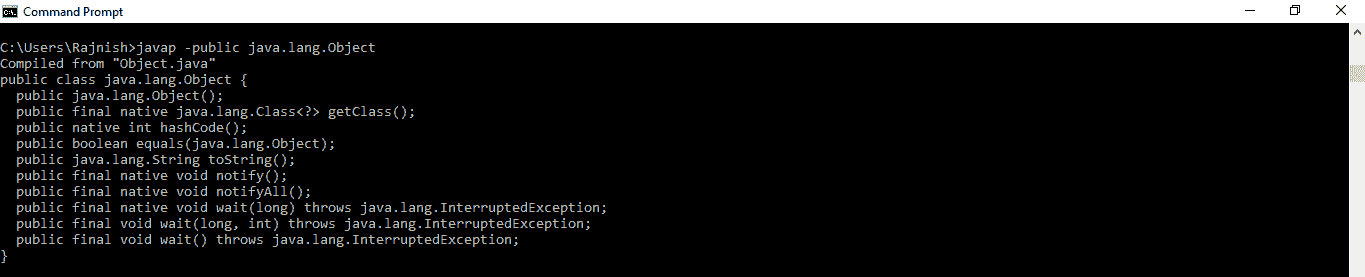 Command Prompt
C:\Users\Rajnish>javap -public java.lang.Object
Compiled from "Object.java"
public class java.lang.Object {
  public java.lang.Object();
  public final native java.lang.Class<?> getClass();
  public native int hashCode();
  public boolean equals(java.lang.Object);
  public java.lang.String toString();
  public final native void notify();
  public final native void notifyAll();
  public final native void wait(long) throws java.lang.InterruptedException;
  public final void wait(long, int) throws java.lang.InterruptedException;
  public final void wait() throws java.lang.InterruptedException;
}